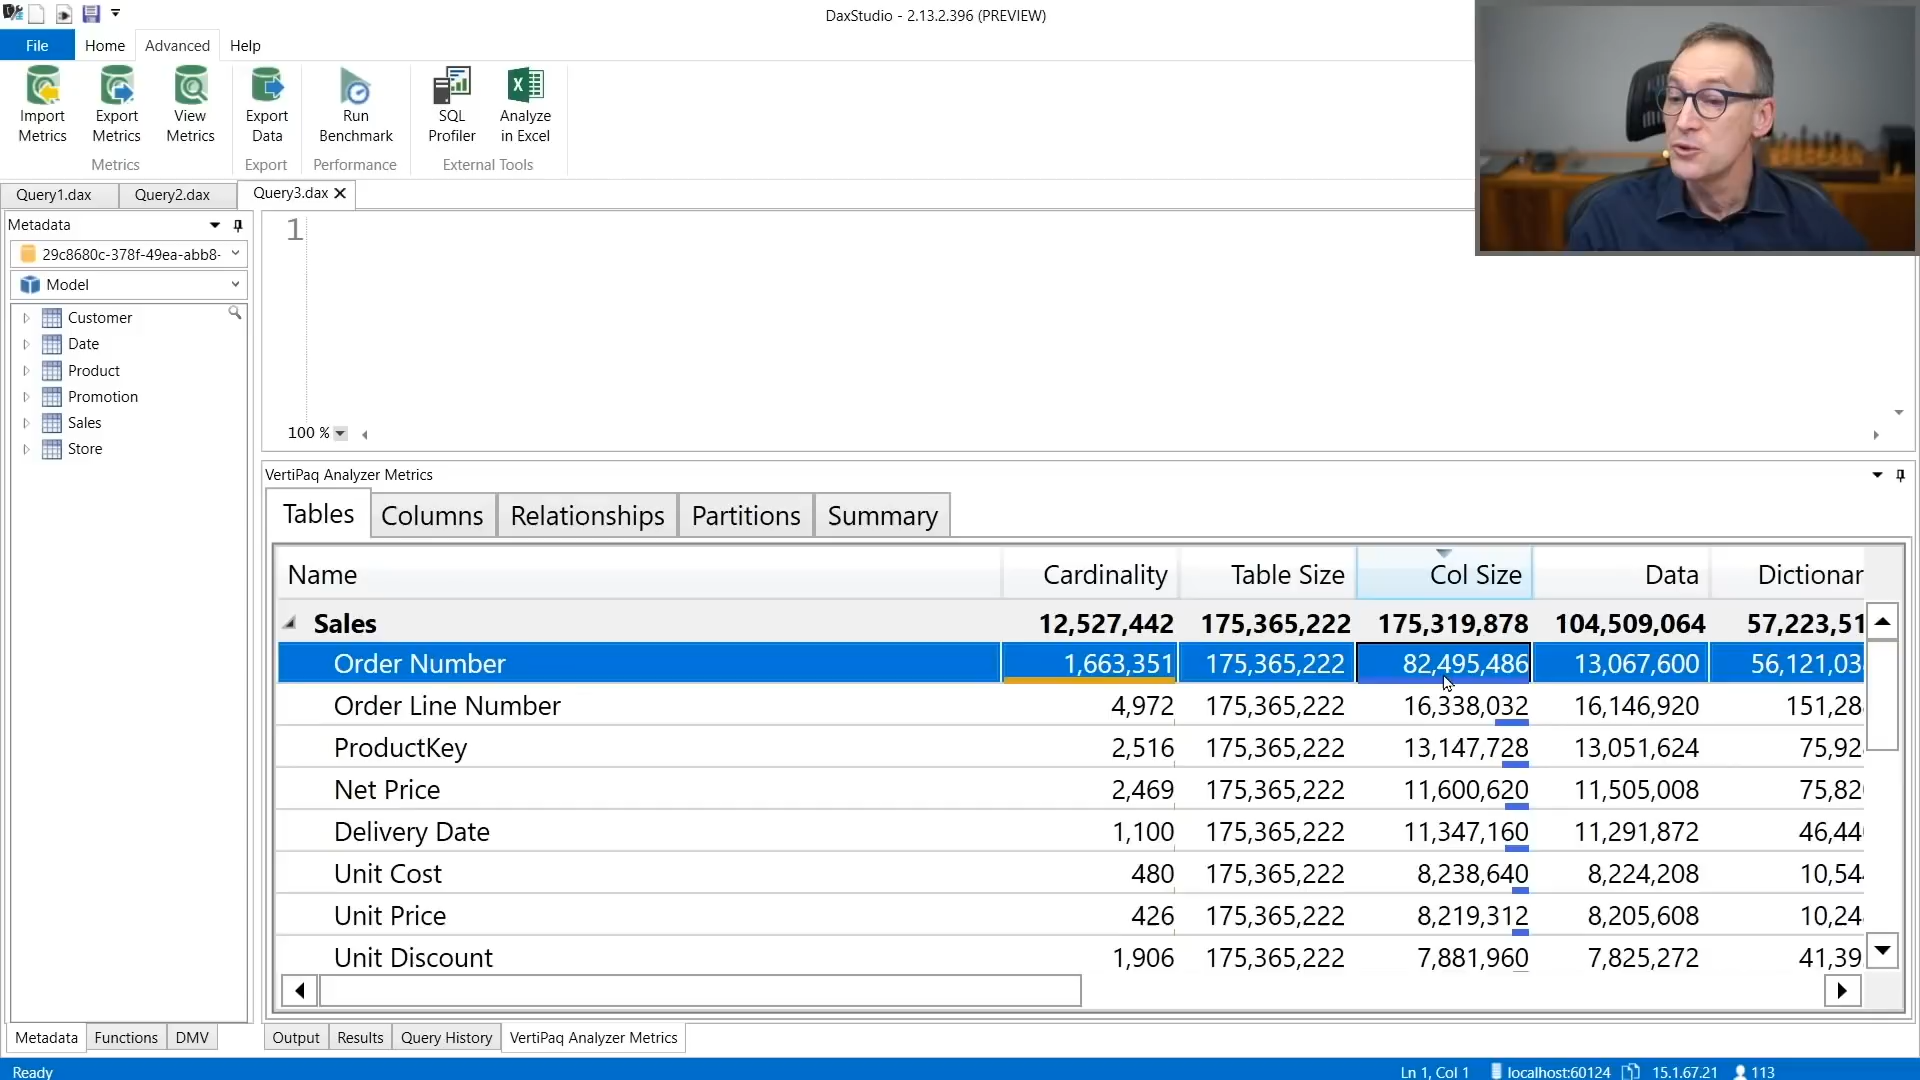 DaxStudio - 2.13.2.396 (PREVIEW)
File Home Advanced Help
Import Metrics
Export Metrics
View Metrics
Export Data
Run Benchmark
SQL Profiler
Analyze in Excel
Metrics Export Performance External Tools
Query1.dax Query2.dax Query3.dax
Metadata
29c8680c-378f-49ea-abb8-
Model
Customer
Date
Product
Promotion
Sales
Store
1
100 %
VertiPaq Analyzer Metrics
Tables Columns Relationships Partitions Summary
Name Cardinality Table Size Col Size Data Dictionar
Sales 12,527,442 175,365,222 175,319,878 104,509,064 57,223,51
Order Number 1,663,351 175,365,222 82,495,486 13,067,600 56,121,03
Order Line Number 4,972 175,365,222 16,338,032 16,146,920 151,28
ProductKey 2,516 175,365,222 13,147,728 13,051,624 75,92
Net Price 2,469 175,365,222 11,600,620 11,505,008 75,82
Delivery Date 1,100 175,365,222 11,347,160 11,291,872 46,44
Unit Cost 480 175,365,222 8,238,640 8,224,208 10,54
Unit Price 426 175,365,222 8,219,312 8,205,608 10,24
Unit Discount 1,906 175,365,222 7,881,960 7,825,272 41,39
Metadata Functions DMV
Output Results Query History VertiPaq Analyzer Metrics
Ready Ln 1, Col 1 localhost:60124 15.1.67.21 113